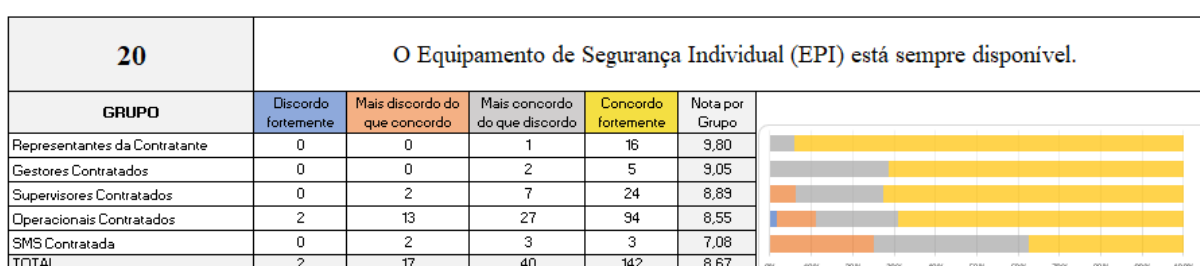 20
O Equipamento de Segurança Individual (EPI) está sempre disponível.
GRUPO Discordo fortemente Mais discordo do que concordo Mais concordo do que discordo Concordo fortemente Nota por Grupo
Representantes da Contratante 0 0 1 16 9,80
Gestores Contratados 0 0 2 5 9,05
Supervisores Contratados 0 2 7 24 8,89
Operacionais Contratados 2 13 27 94 8,55
SMS Contratada 0 2 3 3 7,08
TOTAL 2 17 40 142 8,67